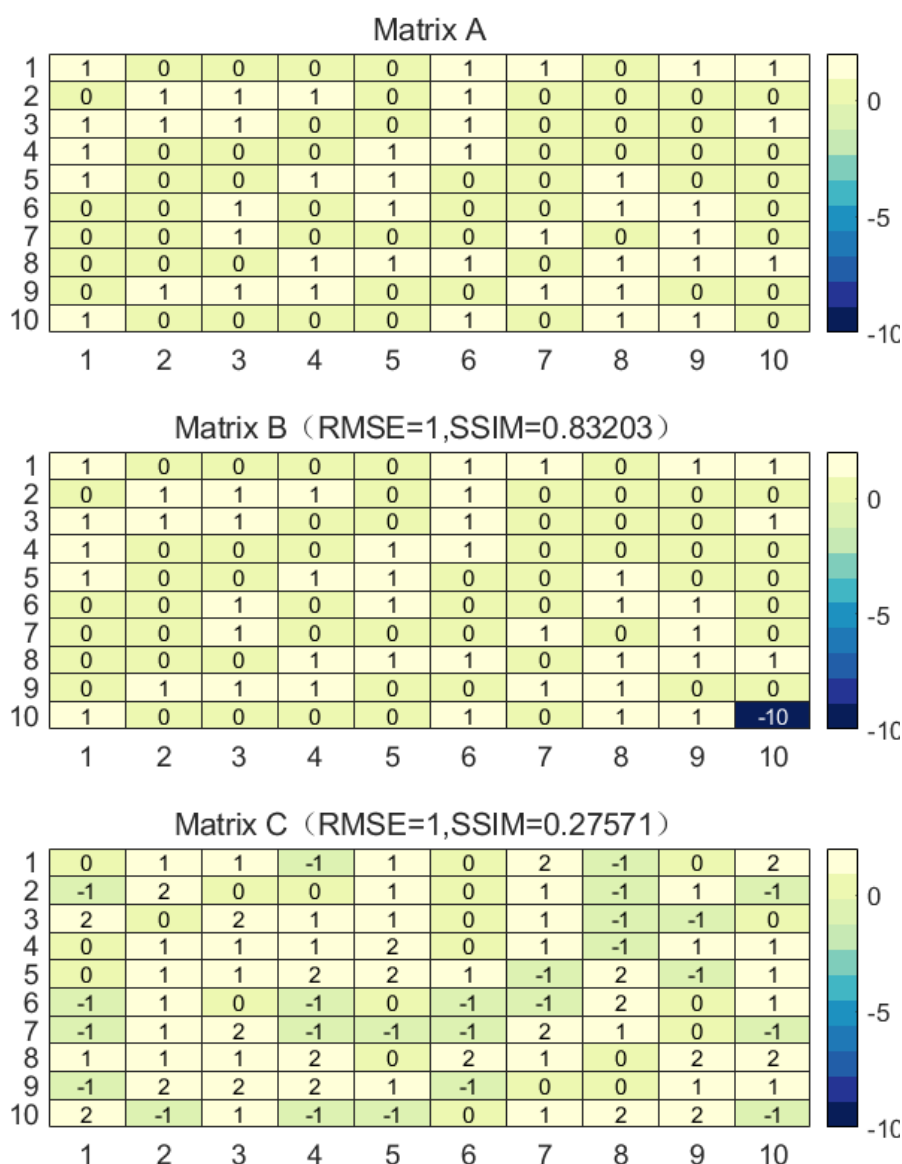 Matrix A
1 1 0 0 0 0 1 1 0 1 1
2 0 1 1 1 0 1 0 0 0 0
3 1 1 1 0 0 1 0 0 0 1
4 1 0 0 0 1 1 0 0 0 0
5 1 0 0 1 1 0 0 1 0 0
6 0 0 1 0 1 0 0 1 1 0
7 0 0 1 0 0 0 1 0 1 0
8 0 0 0 1 1 1 0 1 1 1
9 0 1 1 1 0 0 1 1 0 0
10 1 0 0 0 0 1 0 1 1 0
1 2 3 4 5 6 7 8 9 10
0
-5
-10
Matrix B（RMSE=1,SSIM=0.83203）
1 1 0 0 0 0 1 1 0 1 1
2 0 1 1 1 0 1 0 0 0 0
3 1 1 1 0 0 1 0 0 0 1
4 1 0 0 0 1 1 0 0 0 0
5 1 0 0 1 1 0 0 1 0 0
6 0 0 1 0 1 0 0 1 1 0
7 0 0 1 0 0 0 1 0 1 0
8 0 0 0 1 1 1 0 1 1 1
9 0 1 1 1 0 0 1 1 0 0
10 1 0 0 0 0 1 0 1 1 -10
1 2 3 4 5 6 7 8 9 10
0
-5
-10
Matrix C（RMSE=1,SSIM=0.27571）
1 0 1 1 -1 1 0 2 -1 0 2
2 -1 2 0 0 1 0 1 -1 1 -1
3 2 0 2 1 1 0 1 -1 -1 0
4 0 1 1 1 2 0 1 -1 1 1
5 0 1 1 2 2 1 -1 2 -1 1
6 -1 1 0 -1 0 -1 -1 2 0 1
7 -1 1 2 -1 -1 -1 2 1 0 -1
8 1 1 1 2 0 2 1 0 2 2
9 -1 2 2 2 1 -1 0 0 1 1
10 2 -1 1 -1 -1 0 1 2 2 -1
1 2 3 4 5 6 7 8 9 10
0
-5
-10